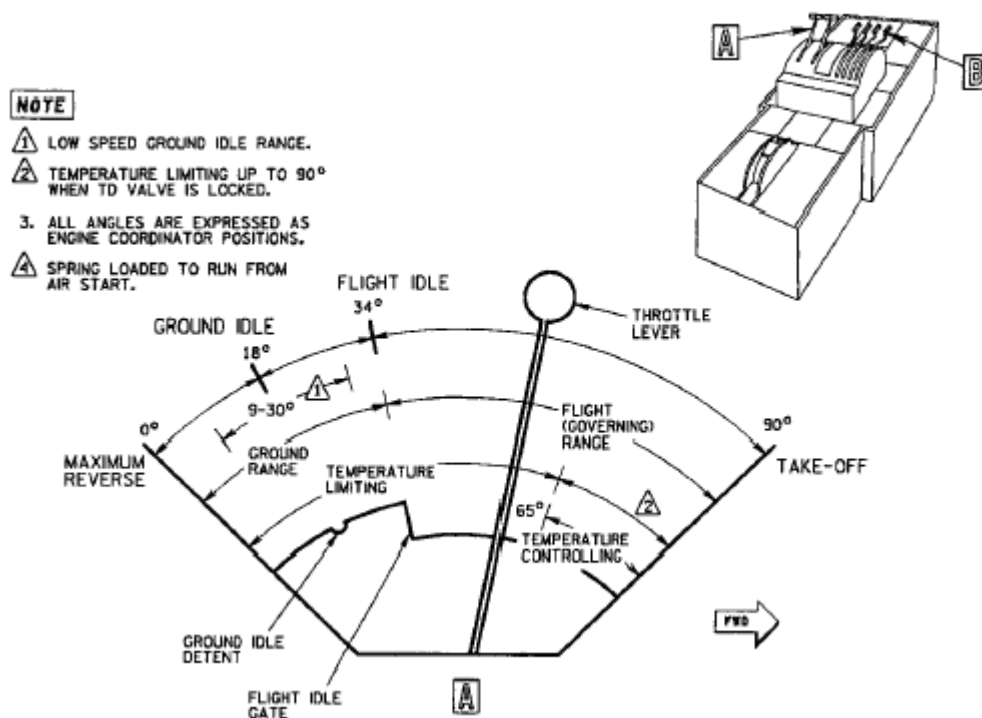 A
B
NOTE
1 LOW SPEED GROUND IDLE RANGE.
2 TEMPERATURE LIMITING UP TO 90°
WHEN TD VALVE IS LOCKED.
3. ALL ANGLES ARE EXPRESSED AS
ENGINE COORDINATOR POSITIONS.
4 SPRING LOADED TO RUN FROM
AIR START.
FLIGHT IDLE
34°
THROTTLE
LEVER
GROUND IDLE
18°
1
9-30°
0°
FLIGHT
(GOVERNING)
RANGE
90°
MAXIMUM
REVERSE
GROUND
RANGE
TAKE-OFF
TEMPERATURE
LIMITING
65°
2
TEMPERATURE
CONTROLLING
FWD
GROUND IDLE
DETENT
FLIGHT IDLE
GATE
A